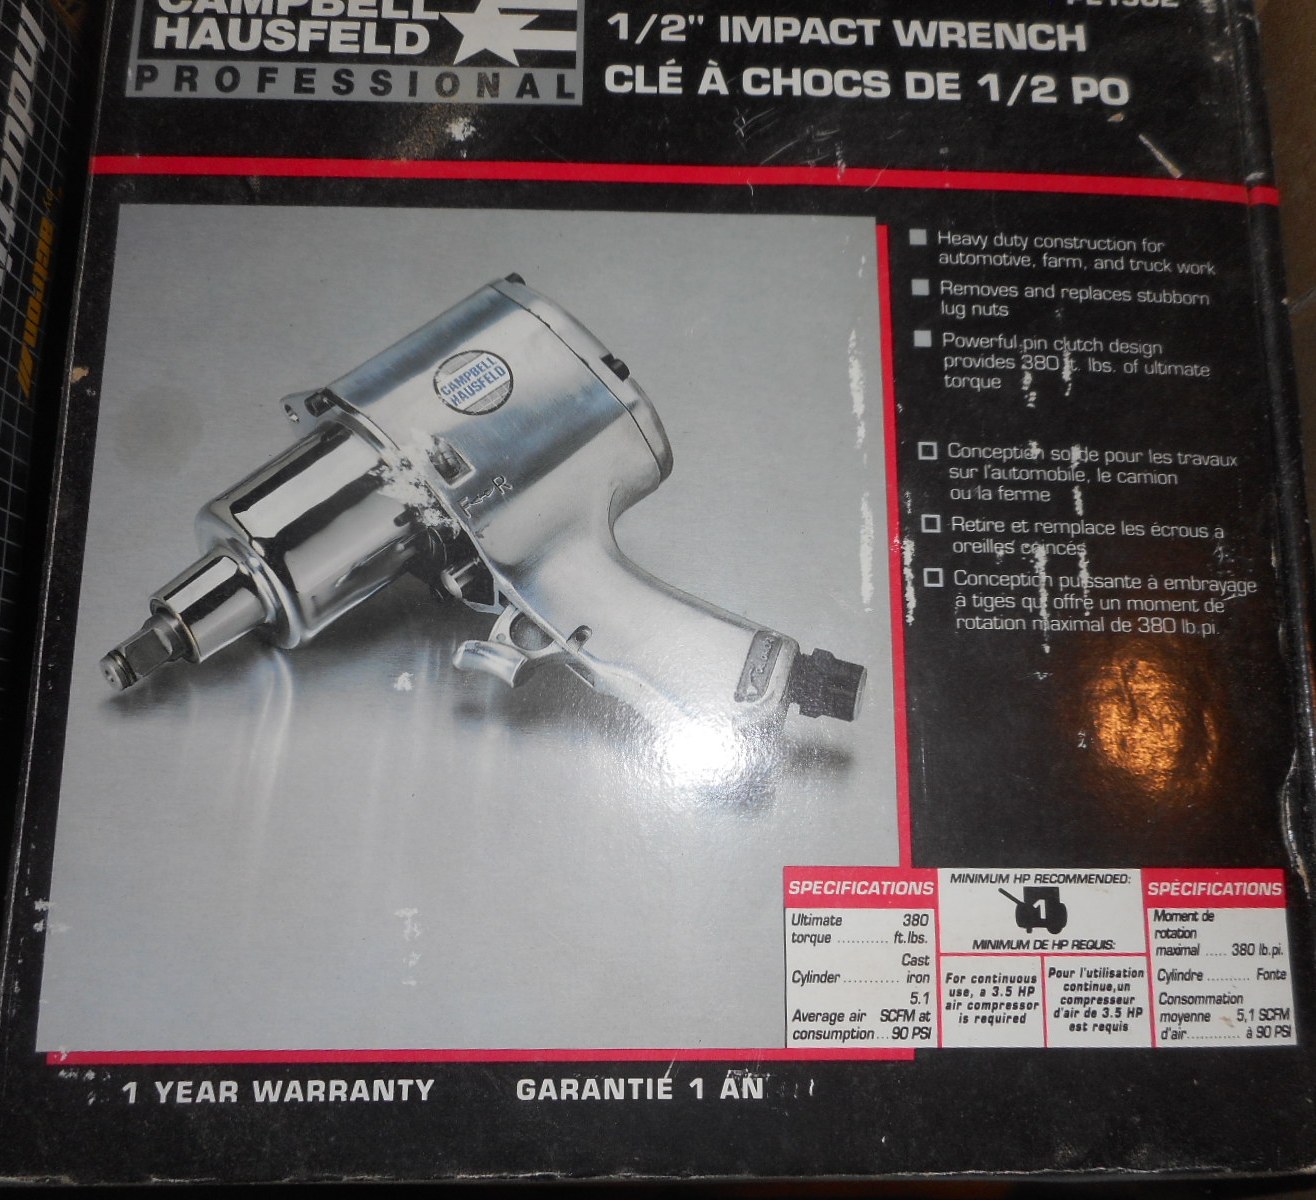 CAMPBELL
HAUSFELD
PROFESSIONAL
1/2" IMPACT WRENCH
CLÉ À CHOCS DE 1/2 PO
Heavy duty construction for
automotive, farm, and truck work
Removes and replaces stubborn
lug nuts
Powerful pin clutch design
provides 380 ft. lbs. of ultimate
torque
Conception solide pour les travaux
sur l'automobile, le camion
ou la ferme
Retire et remplace les écrous à
oreilles coincés
Conception puissante à embrayage
à tiges qui offre un moment de
rotation maximal de 380 lb.pi.
CAMPBELL
HAUSFELD
F R
SPECIFICATIONS
Ultimate 380
torque ........... ft.lbs.
Cast
Cylinder ............... iron
5.1
Average air SCFM at
consumption... 90 PSI
MINIMUM HP RECOMMENDED:
1
MINIMUM DE HP REQUIS:
For continuous
use, a 3.5 HP
air compressor
is required
Pour l'utilisation
continue,un
compresseur
d'air de 3.5 HP
est requis
SPÉCIFICATIONS
Moment de
rotation
maximal ..... 380 lb.pi.
Cylindre .......... Fonte
Consommation
moyenne 5,1 SCFM
d'air............ à 90 PSI
1 YEAR WARRANTY GARANTIE 1 AN